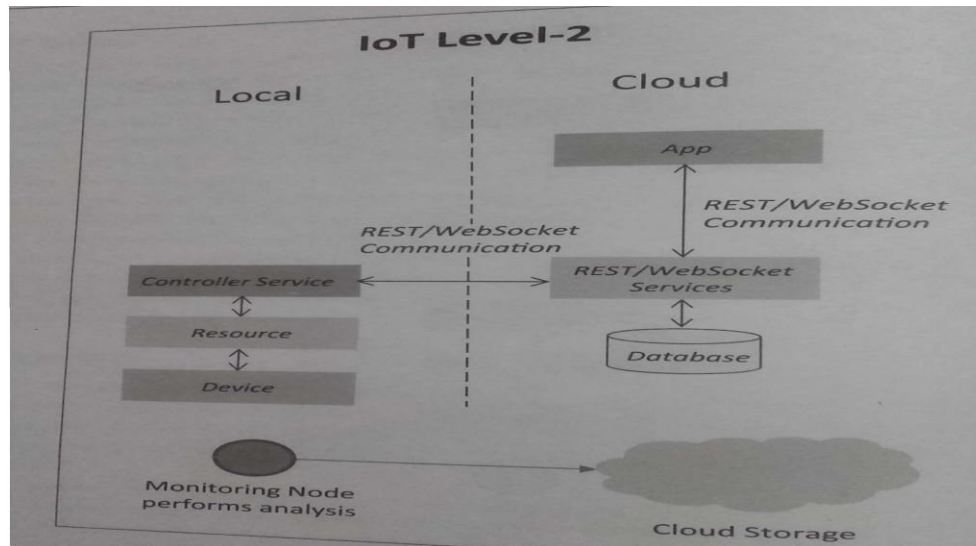 IoT Level-2
Local
Cloud
App
REST/WebSocket
Communication
REST/WebSocket
Communication
Controller Service
REST/WebSocket
Services
Resource
Database
Device
Monitoring Node
performs analysis
Cloud Storage